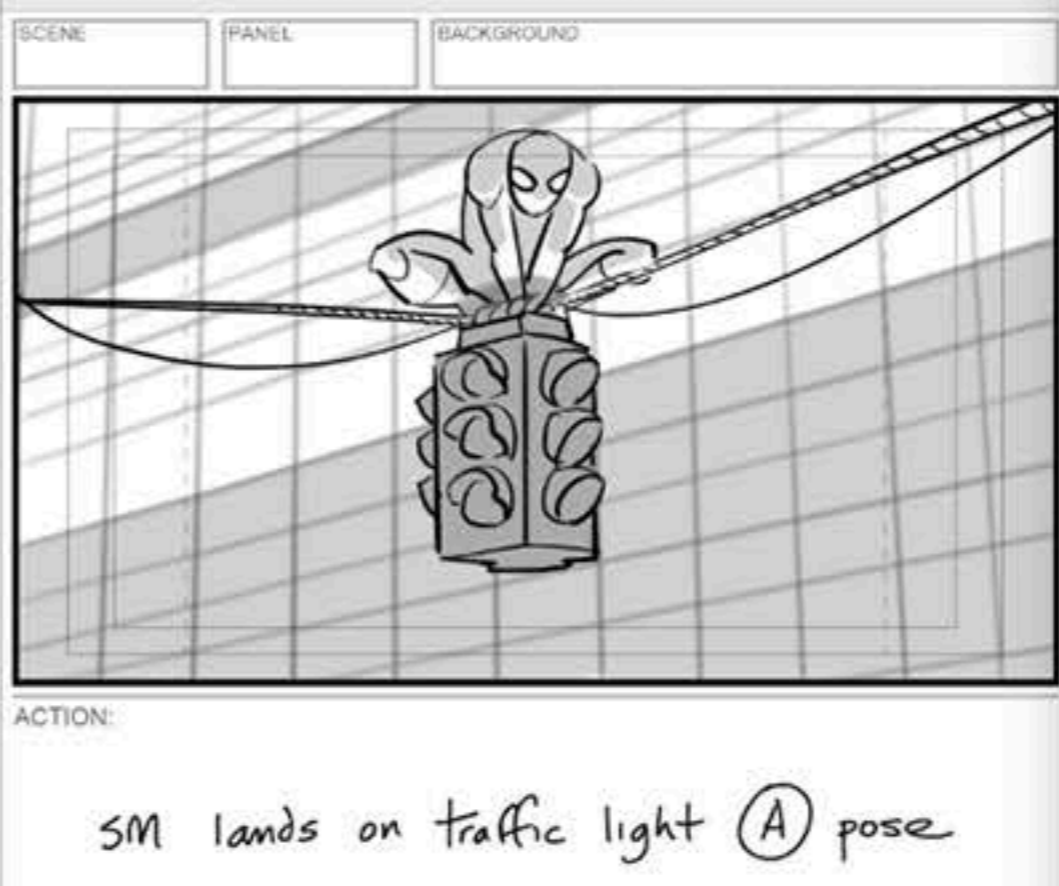 SCENE
PANEL
BACKGROUND
ACTION:
SM lands on traffic light A pose